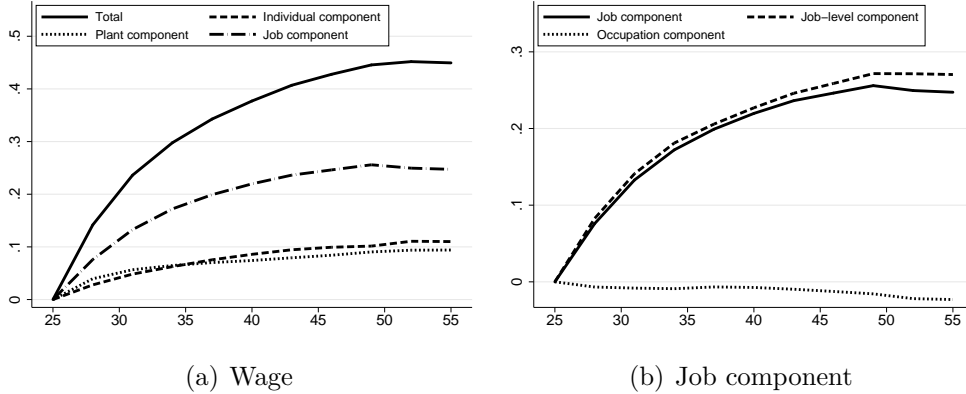 Total
Individual component
Plant component
Job component
.5
.4
.3
.2
.1
0
25 30 35 40 45 50 55
(a) Wage
Job component
Job−level component
Occupation component
.3
.2
.1
0
25 30 35 40 45 50 55
(b) Job component